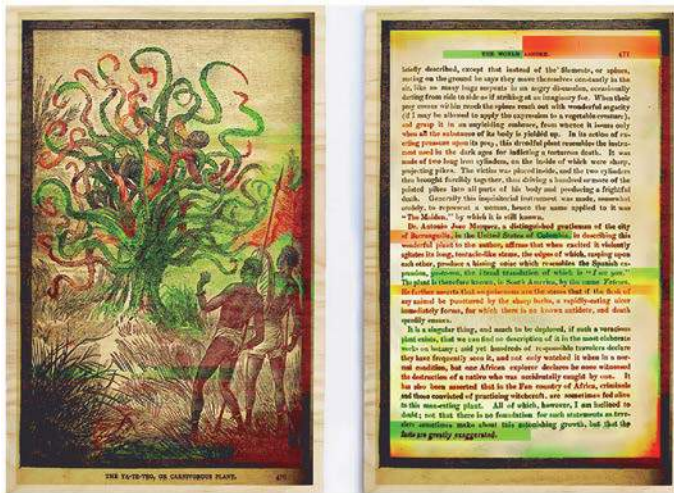 THE YA-TE-VEO, OR CARNIVOROUS PLANT. 475
THE WORLD ASHORE. 471
briefly described, except that instead of the filaments, or spines,
resting on the ground he says they move themselves constantly in the
air, like so many huge serpents in an angry discussion, occasionally
darting from side to side as if striking at an imaginary foe. When their
prey comes within reach the spines reach out with wonderful sagacity
(if I may be allowed to apply the expression to a vegetable creature),
and grasp it in an unyielding embrace, from whence it issues only
when all the substance of its body is yielded up. In its action of ex-
erting pressure upon its prey, this dreadful plant resembles the instru-
ment used in the dark ages for inflicting a torturous death. It was
made of two long iron cylinders, on the inside of which were sharp,
projecting pikes. The victim was placed inside, and the two cylinders
then brought forcibly together, thus driving a hundred or more of the
pointed pikes into all parts of his body and producing a frightful
death. Generally this inquisitorial instrument was made, somewhat
crudely, to represent a woman, hence the name applied to it was
"The Maiden," by which it is still known.
Dr. Antonio Jose Marquez, a distinguished gentleman of the city
of Barranquilla, in the United States of Colombia, in describing this
wonderful plant to the author, affirms that when excited it violently
agitates its long, tentacle-like stems, the edges of which, rasping upon
each other, produce a hissing noise which resembles the Spanish ex-
pression, the literal translation of which is "I see you."
The plant is therefore known, in South America, by the name Yateveo.
He further asserts that so poisonous are the stems that if the flesh of
any animal be punctured by the sharp barbs, a rapidly-eating ulcer
immediately forms, for which there is no known antidote, and death
speedily ensues.
It is a singular thing, and much to be deplored, if such a voracious
plant exists, that we can find no description of it in the most elaborate
works on botany; and yet hundreds of responsible travelers declare
they have frequently seen it, and not only watched it when in a nor-
mal condition, but one African explorer declares he once witnessed
the destruction of a native who was accidentally caught by one. It
has also been asserted that in the Fan country of Africa, criminals
and those convicted of practicing witchcraft, are sometimes fed alive
to this man-eating plant. All of which, however, I am inclined to
doubt; not that there is no foundation for such statements as trav-
elers sometimes make about this astonishing growth, but that the
facts are greatly exaggerated.